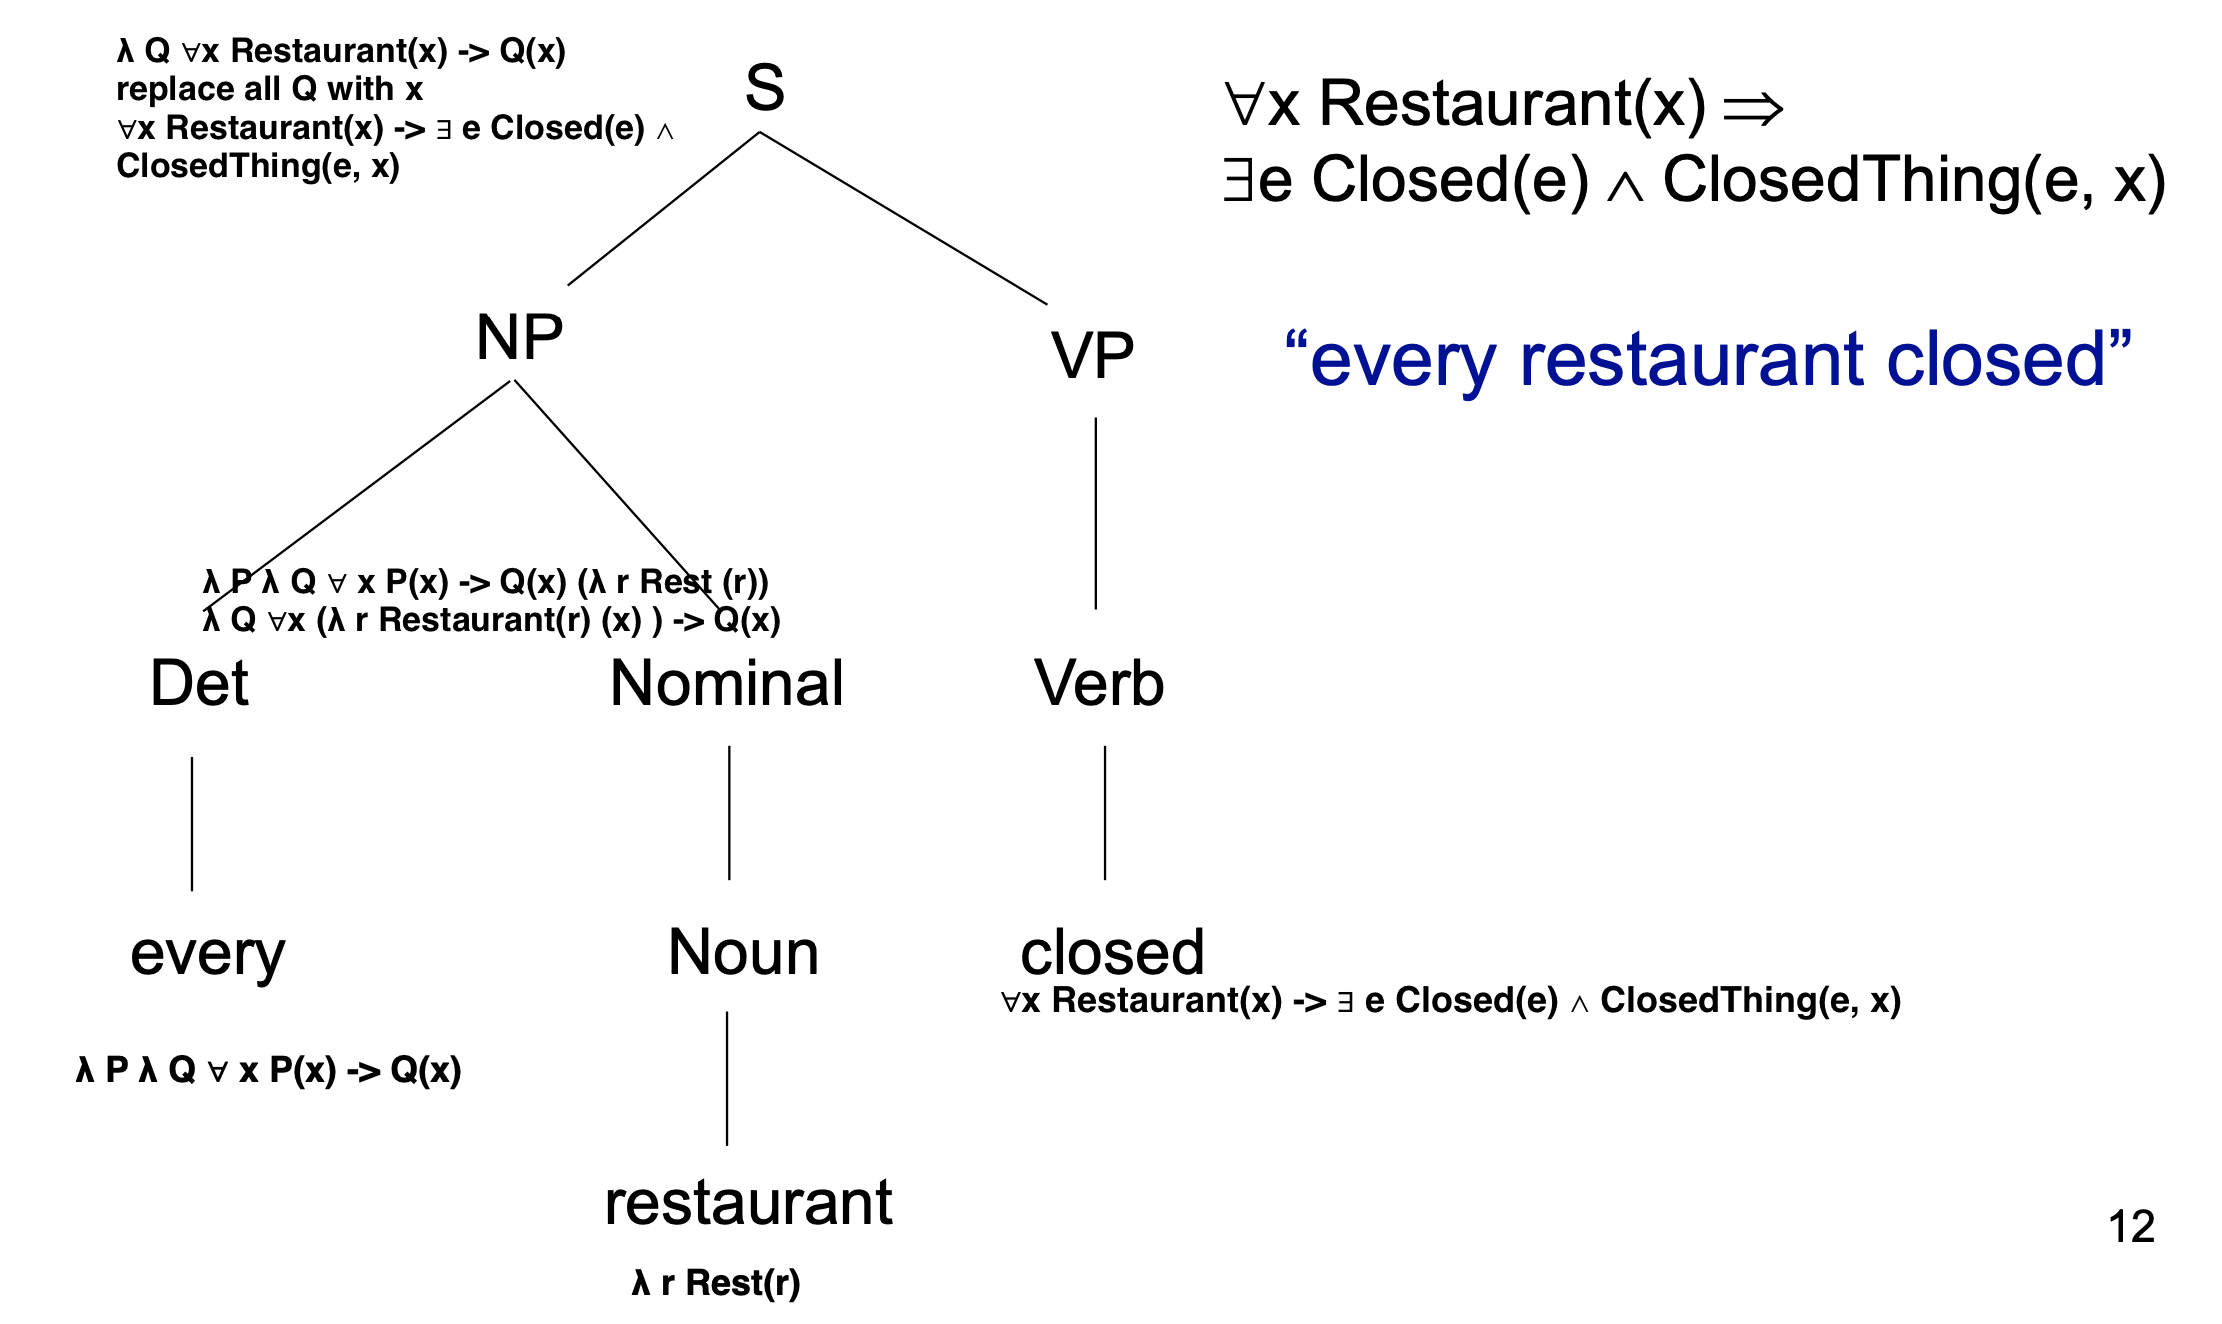 λ Q ∀x Restaurant(x) -> Q(x)
replace all Q with x
∀x Restaurant(x) -> ∃ e Closed(e) ∧
ClosedThing(e, x)
S
∀x Restaurant(x) ⇒
∃e Closed(e) ∧ ClosedThing(e, x)
NP
VP
“every restaurant closed”
λ P λ Q ∀ x P(x) -> Q(x) (λ r Rest (r))
λ Q ∀x (λ r Restaurant(r) (x) ) -> Q(x)
Det
Nominal
Verb
every
Noun
closed
∀x Restaurant(x) -> ∃ e Closed(e) ∧ ClosedThing(e, x)
λ P λ Q ∀ x P(x) -> Q(x)
restaurant
λ r Rest(r)
12